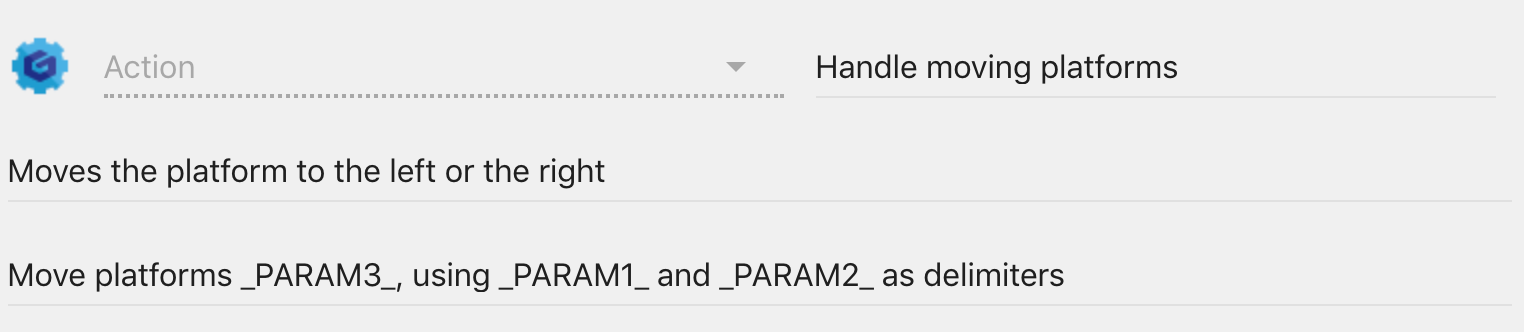 Action
Handle moving platforms
Moves the platform to the left or the right
Move platforms _PARAM3_, using _PARAM1_ and _PARAM2_ as delimiters